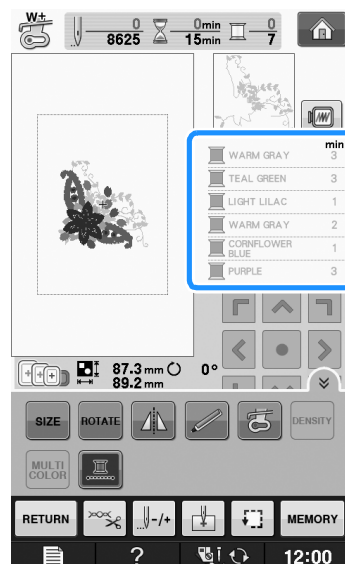 W+
0 0min 0
8625 15min 7
min
WARM GRAY 3
TEAL GREEN 3
LIGHT LILAC 1
WARM GRAY 2
CORNFLOWER
BLUE 1
PURPLE 3
87.3 mm 0°
89.2 mm
SIZE ROTATE DENSITY
MULTI
COLOR
RETURN -/+ MEMORY
? 12:00